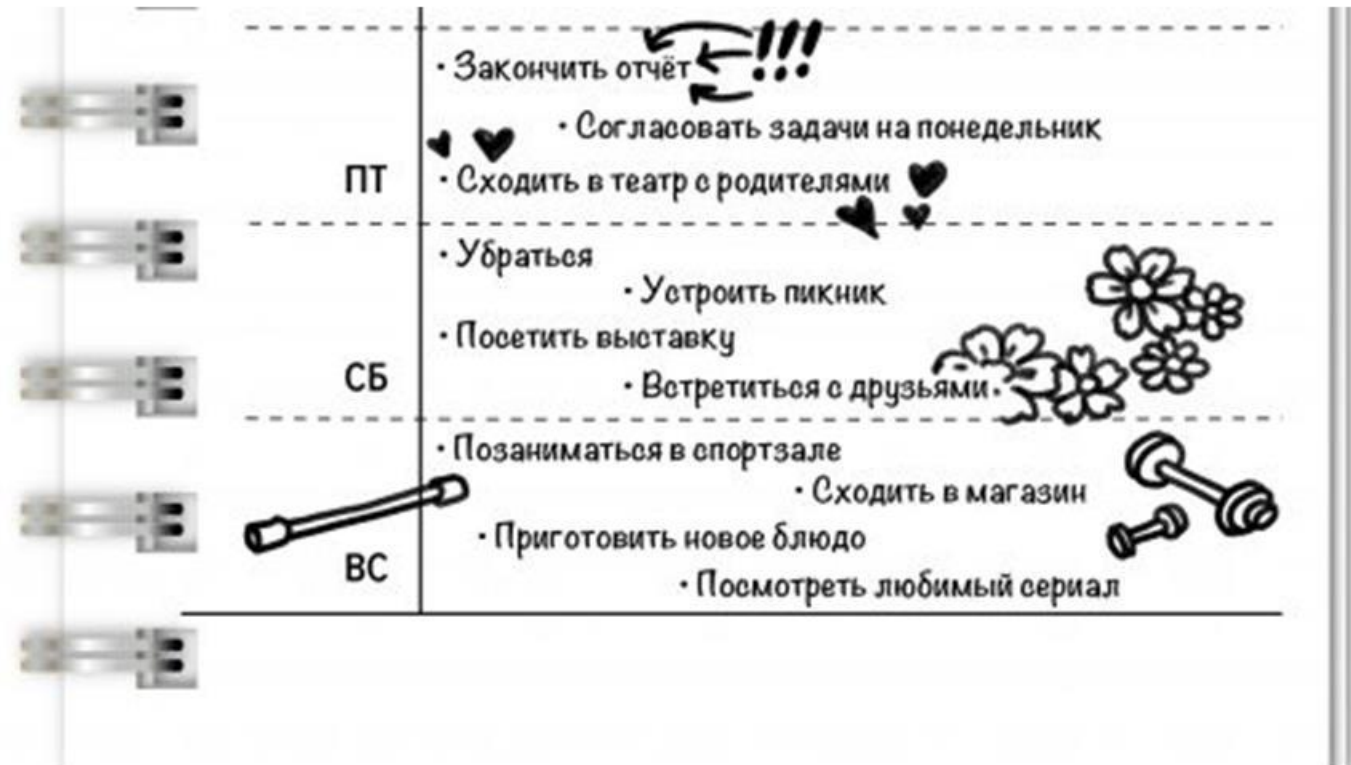 • Закончить отчёт !!!
• Согласовать задачи на понедельник
ПТ • Сходить в театр с родителями
• Убраться
• Устроить пикник
• Посетить выставку
СБ • Встретиться с друзьями.
• Позаниматься в спортзале
• Сходить в магазин
• Приготовить новое блюдо
ВС
• Посмотреть любимый сериал